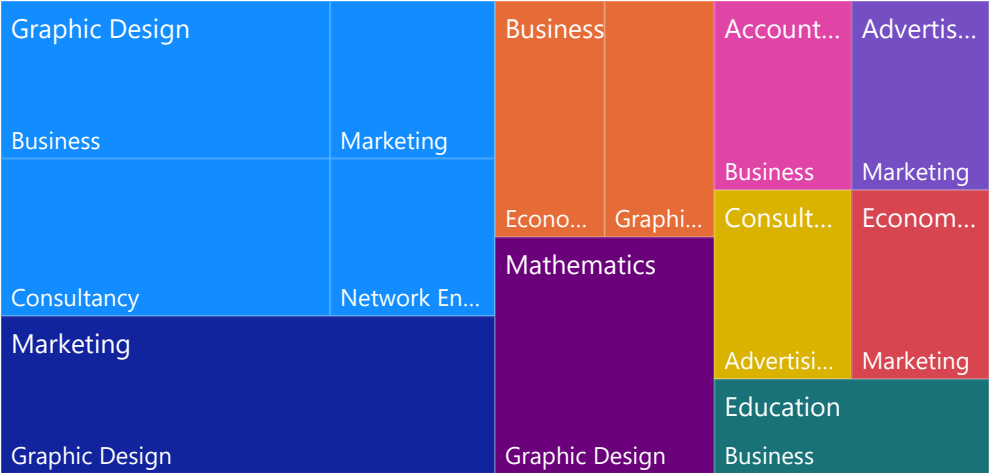 Graphic Design
Business
Marketing
Consultancy
Network En...
Marketing
Graphic Design
Business
Econo...
Graphi...
Mathematics
Graphic Design
Account...
Business
Advertis...
Marketing
Consult...
Advertisi...
Econom...
Marketing
Education
Business